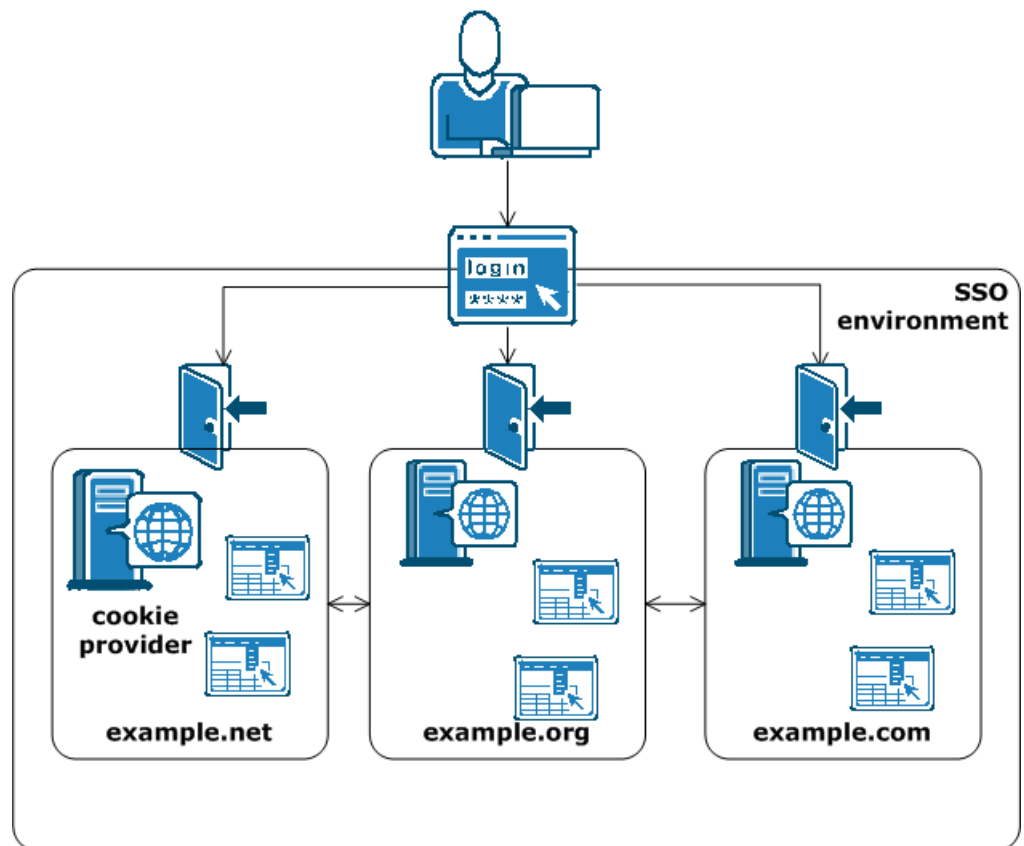 login
****
SSO
environment
cookie
provider
example.net
example.org
example.com